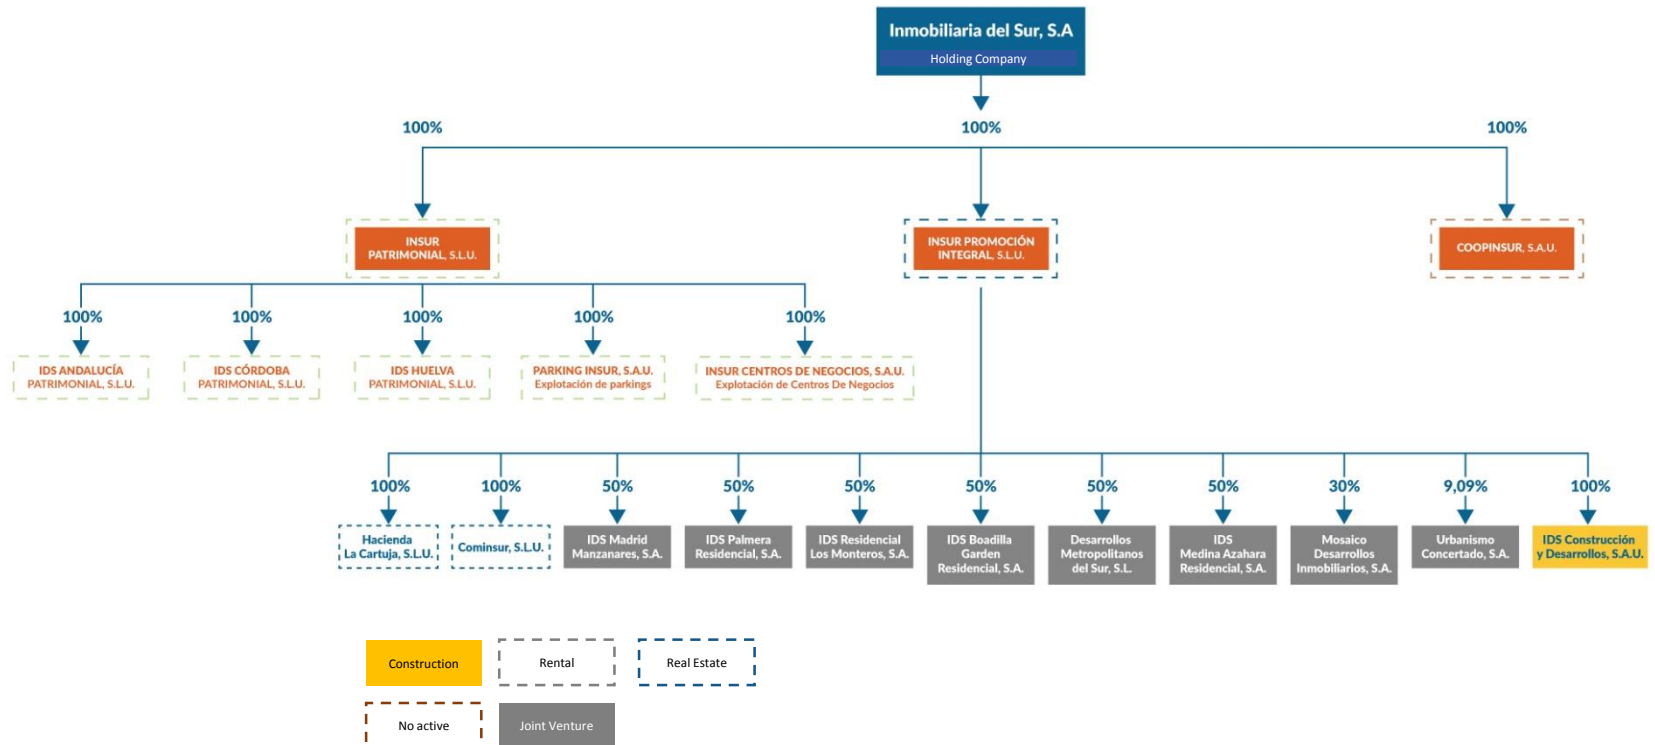 Inmobiliaria del Sur, S.A
Holding Company
100%
100%
100%
INSUR
PATRIMONIAL, S.L.U.
INSUR PROMOCIÓN
INTEGRAL, S.L.U.
COOPINSUR, S.A.U.
100%
100%
100%
100%
100%
IDS ANDALUCÍA
PATRIMONIAL, S.L.U.
IDS CÓRDOBA
PATRIMONIAL, S.L.U.
IDS HUELVA
PATRIMONIAL, S.L.U.
PARKING INSUR, S.A.U.
Explotación de parkings
INSUR CENTROS DE NEGOCIOS, S.A.U.
Explotación de Centros De Negocios
100%
100%
50%
50%
50%
50%
50%
50%
30%
9,09%
100%
Hacienda
La Cartuja, S.L.U.
Cominsur, S.L.U.
IDS Madrid
Manzanares, S.A.
IDS Palmera
Residencial, S.A.
IDS Residencial
Los Monteros, S.A.
IDS Boadilla
Garden
Residencial, S.A.
Desarrollos
Metropolitanos
del Sur, S.L.
IDS
Medina Azahara
Residencial, S.A.
Mosaico
Desarrollos
Inmobiliarios, S.A.
Urbanismo
Concertado, S.A.
IDS Construcción
y Desarrollos, S.A.U.
Construction
Rental
Real Estate
No active
Joint Venture